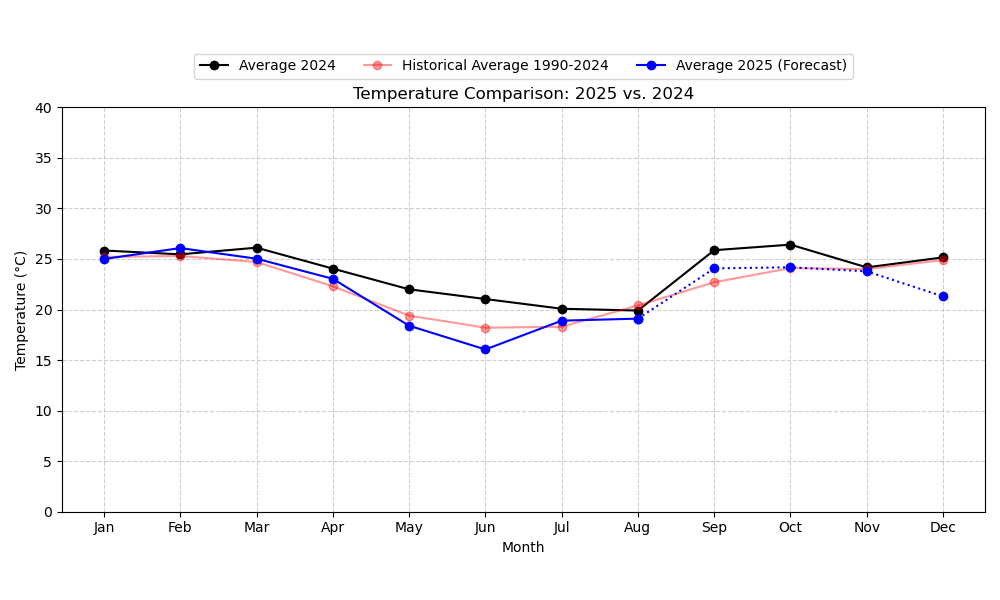 Average 2024 Historical Average 1990-2024 Average 2025 (Forecast)
Temperature Comparison: 2025 vs. 2024
40
35
30
25
20
15
10
5
0
Temperature (°C)
Jan Feb Mar Apr May Jun Jul Aug Sep Oct Nov Dec
Month